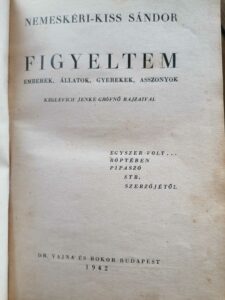 NEMESKÉRI-KISS SÁNDOR
FIGYELTEM
EMBEREK, ÁLLATOK, GYEREKEK, ASSZONYOK
KEGLEVICH JENKE GRÓFNŐ RAJZAIVAL
EGYSZER VOLT...
RÖPTÉBEN
PIPASZÓ
STB.
SZERZŐJÉTŐL
DR. VAJNA ÉS BOKOR BUDAPEST
1942